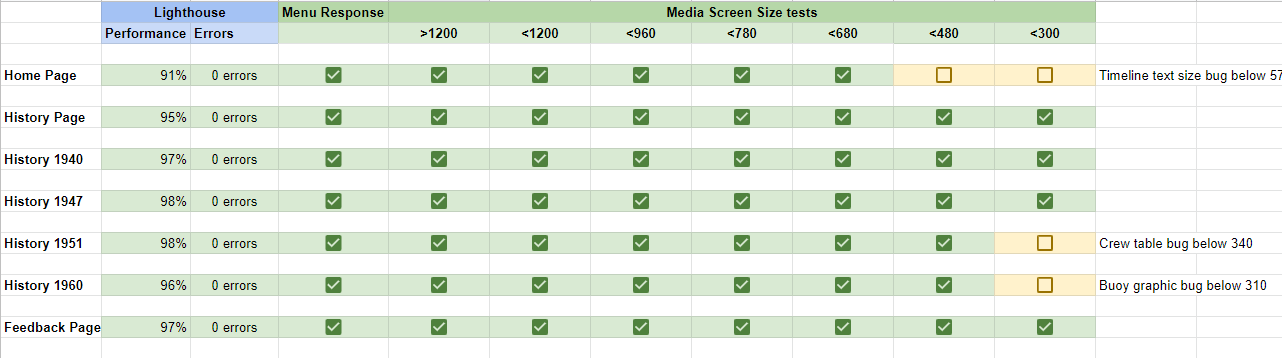 Lighthouse Menu Response Media Screen Size tests
Performance Errors >1200 <1200 <960 <780 <680 <480 <300
Home Page 91% 0 errors Timeline text size bug below 57
History Page 95% 0 errors
History 1940 97% 0 errors
History 1947 98% 0 errors
History 1951 98% 0 errors Crew table bug below 340
History 1960 96% 0 errors Buoy graphic bug below 310
Feedback Page 97% 0 errors